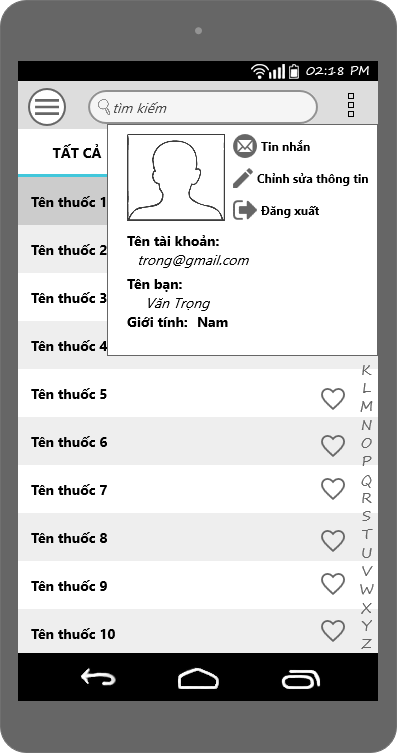 02:18 PM
tìm kiếm
TẤT CẢ
Tin nhắn
Chỉnh sửa thông tin
Đăng xuất
Tên tài khoản:
trong@gmail.com
Tên bạn:
Văn Trọng
Giới tính: Nam
Tên thuốc 1
Tên thuốc 2
Tên thuốc 3
Tên thuốc 4
Tên thuốc 5
Tên thuốc 6
Tên thuốc 7
Tên thuốc 8
Tên thuốc 9
Tên thuốc 10
K
L
M
N
O
P
Q
R
S
T
U
V
W
X
Y
Z